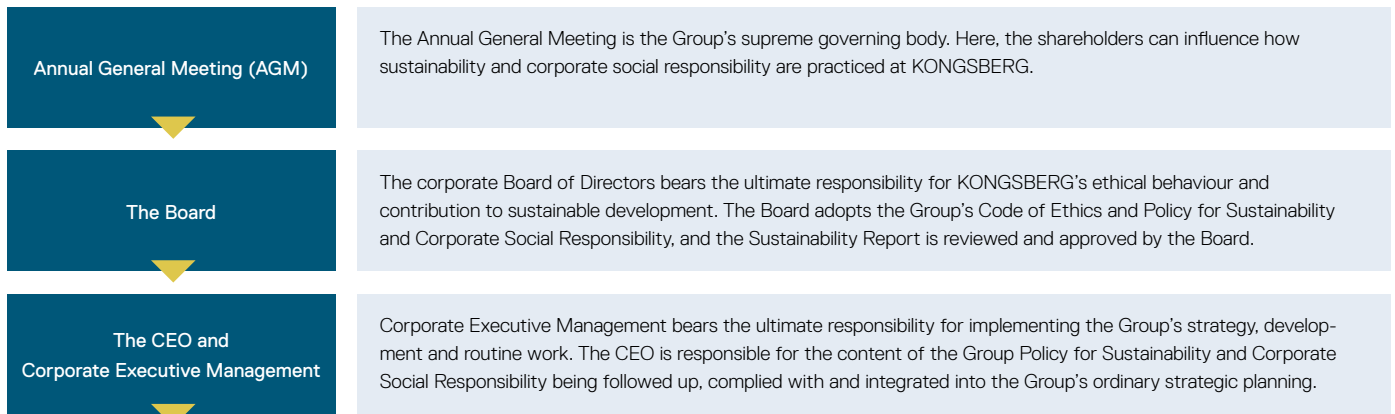 Annual General Meeting (AGM)
The Annual General Meeting is the Group's supreme governing body. Here, the shareholders can influence how
sustainability and corporate social responsibility are practiced at KONGSBERG.
The Board
The corporate Board of Directors bears the ultimate responsibility for KONGSBERG's ethical behaviour and
contribution to sustainable development. The Board adopts the Group's Code of Ethics and Policy for Sustainability
and Corporate Social Responsibility, and the Sustainability Report is reviewed and approved by the Board.
The CEO and
Corporate Executive Management
Corporate Executive Management bears the ultimate responsibility for implementing the Group's strategy, develop-
ment and routine work. The CEO is responsible for the content of the Group Policy for Sustainability and Corporate
Social Responsibility being followed up, complied with and integrated into the Group's ordinary strategic planning.